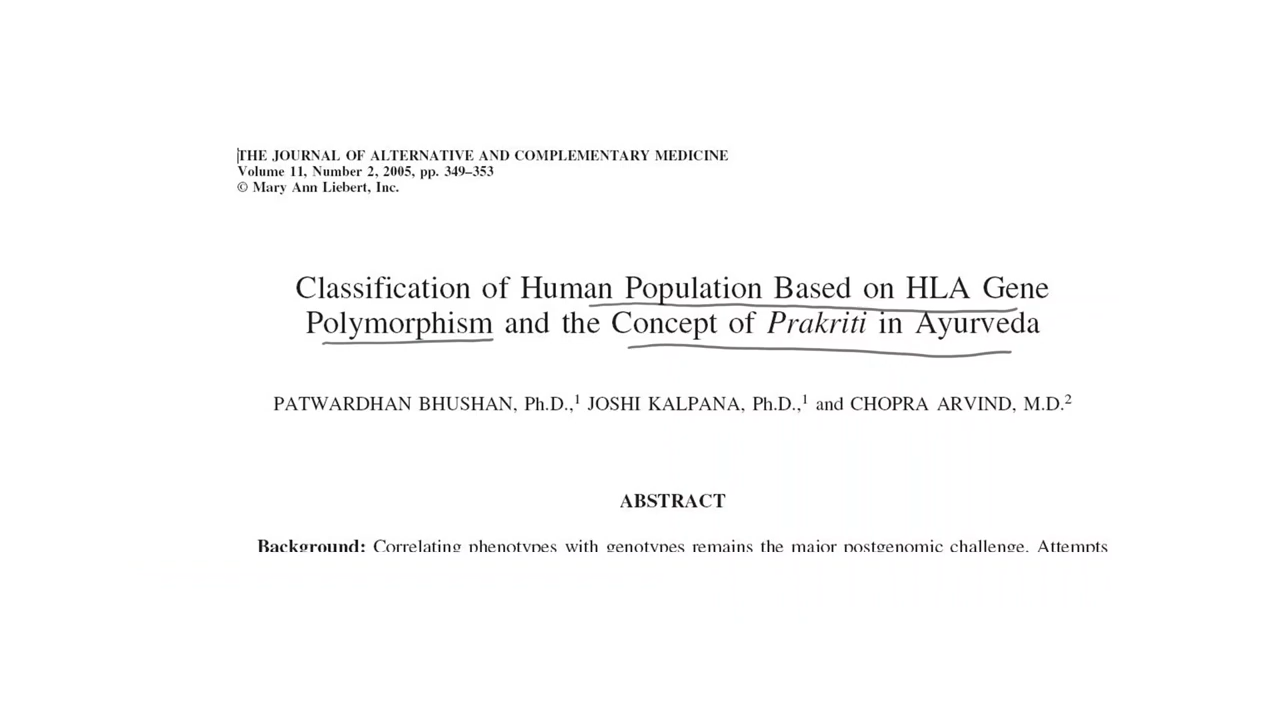 THE JOURNAL OF ALTERNATIVE AND COMPLEMENTARY MEDICINE
Volume 11, Number 2, 2005, pp. 349–353
© Mary Ann Liebert, Inc.
Classification of Human Population Based on HLA Gene
Polymorphism and the Concept of Prakriti in Ayurveda
PATWARDHAN BHUSHAN, Ph.D.,1 JOSHI KALPANA, Ph.D.,1 and CHOPRA ARVIND, M.D.2
ABSTRACT
Background: Correlating phenotypes with genotypes remains the major postgenomic challenge. Attempts